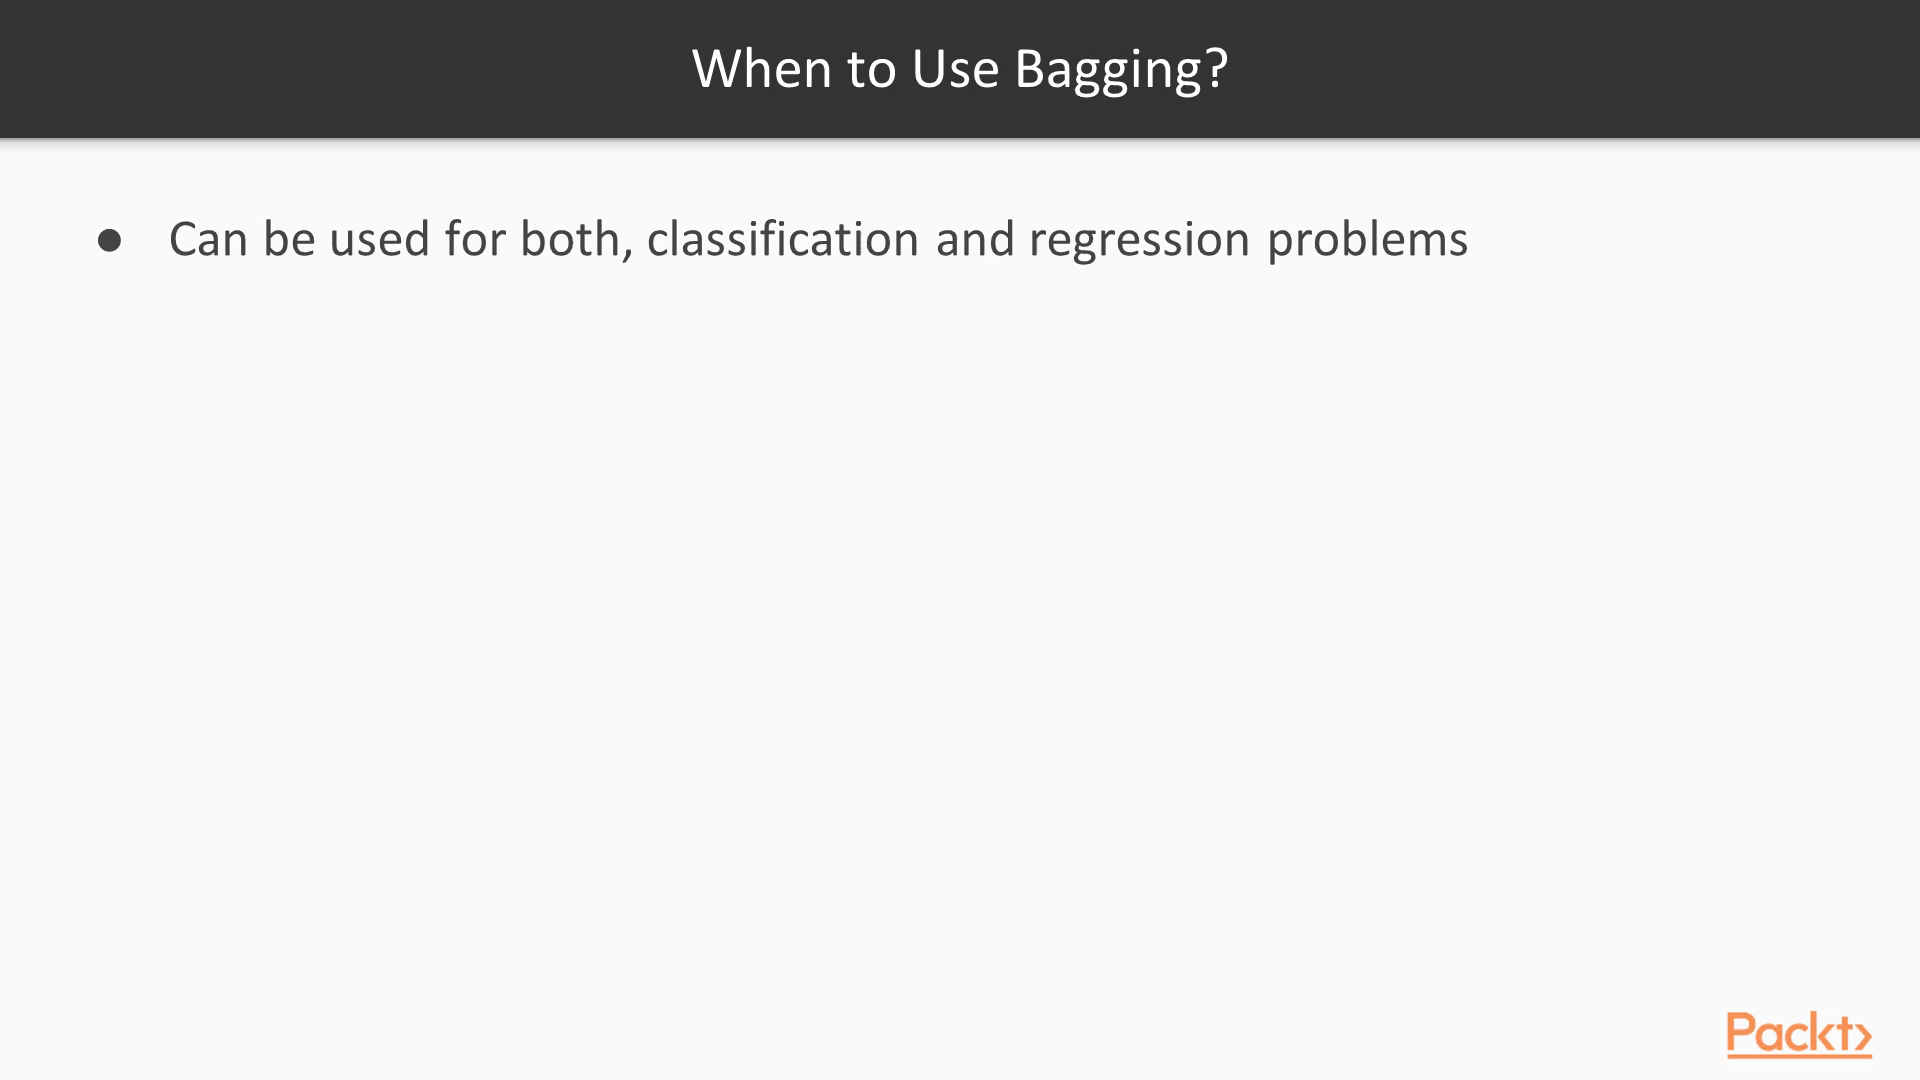 When to Use Bagging?
● Can be used for both, classification and regression problems
Packt>